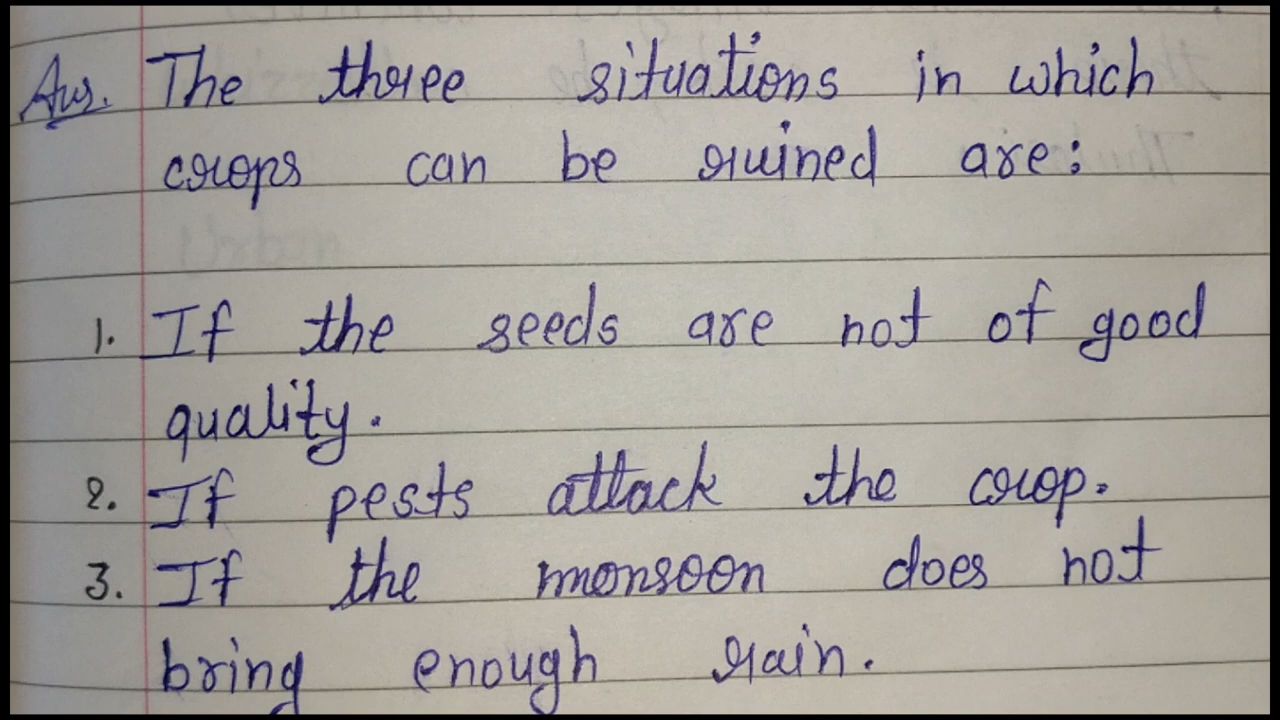 Ans. The three situations in which
crops can be ruined are:
1. If the seeds are not of good
quality.
2. If pests attack the crop.
3. If the monsoon does not
bring enough rain.